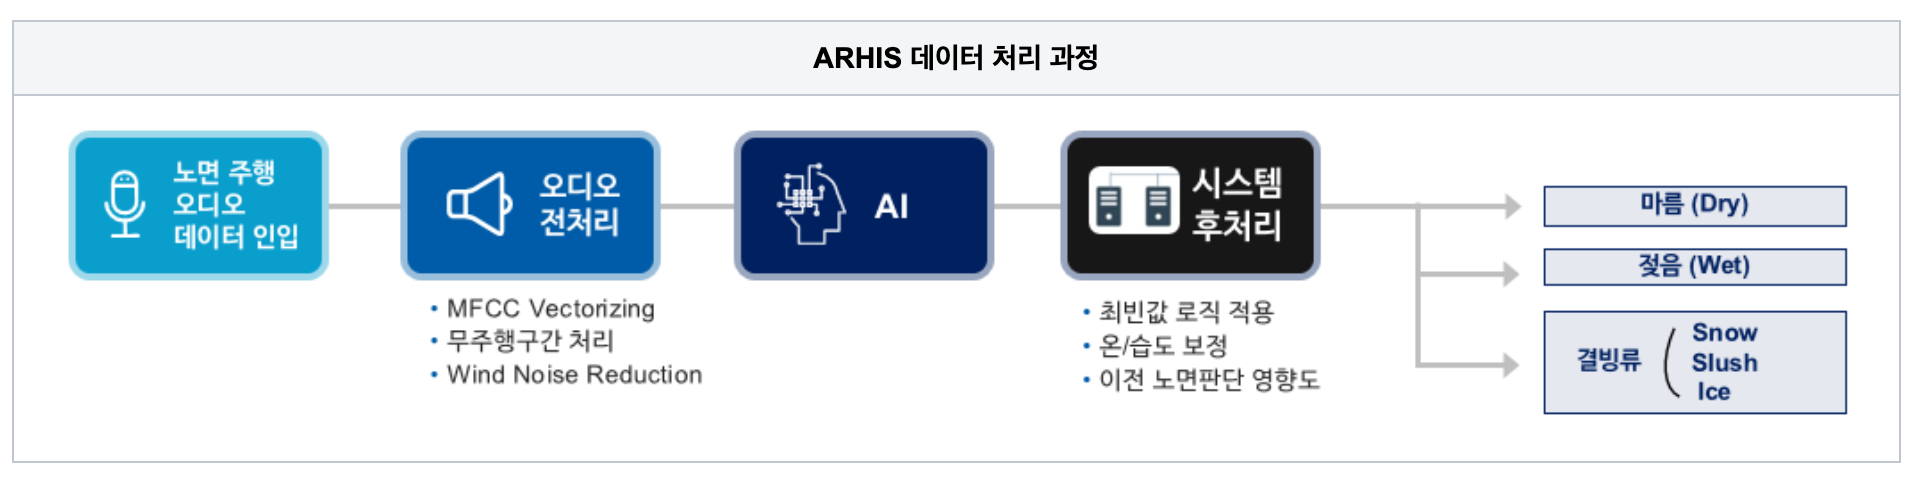 ARHIS 데이터 처리 과정
노면 주행
오디오
데이터 인입
오디오
전처리
AI
시스템
후처리
• MFCC Vectorizing
• 무주행구간 처리
• Wind Noise Reduction
• 최빈값 로직 적용
• 온/습도 보정
• 이전 노면판단 영향도
마름 (Dry)
젖음 (Wet)
결빙류
Snow
Slush
Ice